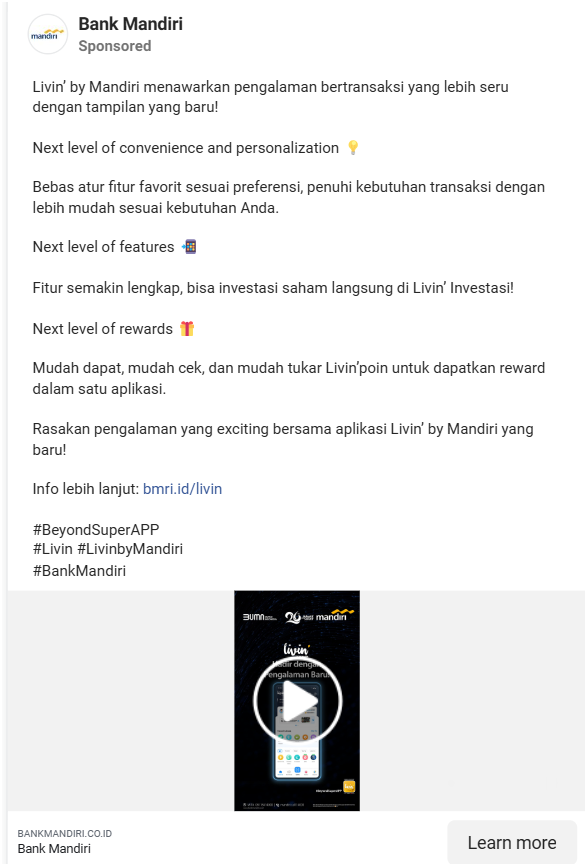 mandiri
Bank Mandiri
Sponsored
Livin’ by Mandiri menawarkan pengalaman bertransaksi yang lebih seru
dengan tampilan yang baru!
Next level of convenience and personalization 💡
Bebas atur fitur favorit sesuai preferensi, penuhi kebutuhan transaksi dengan
lebih mudah sesuai kebutuhan Anda.
Next level of features 📲
Fitur semakin lengkap, bisa investasi saham langsung di Livin’ Investasi!
Next level of rewards 🎁
Mudah dapat, mudah cek, dan mudah tukar Livin’poin untuk dapatkan reward
dalam satu aplikasi.
Rasakan pengalaman yang exciting bersama aplikasi Livin’ by Mandiri yang
baru!
Info lebih lanjut: bmri.id/livin
#BeyondSuperAPP
#Livin #LivinbyMandiri
#BankMandiri
BUMN mandiri
livin’
Hadir dengan
Pengalaman Baru!
#BeyondSuperAPP
BANKMANDIRI.CO.ID
Bank Mandiri
Learn more